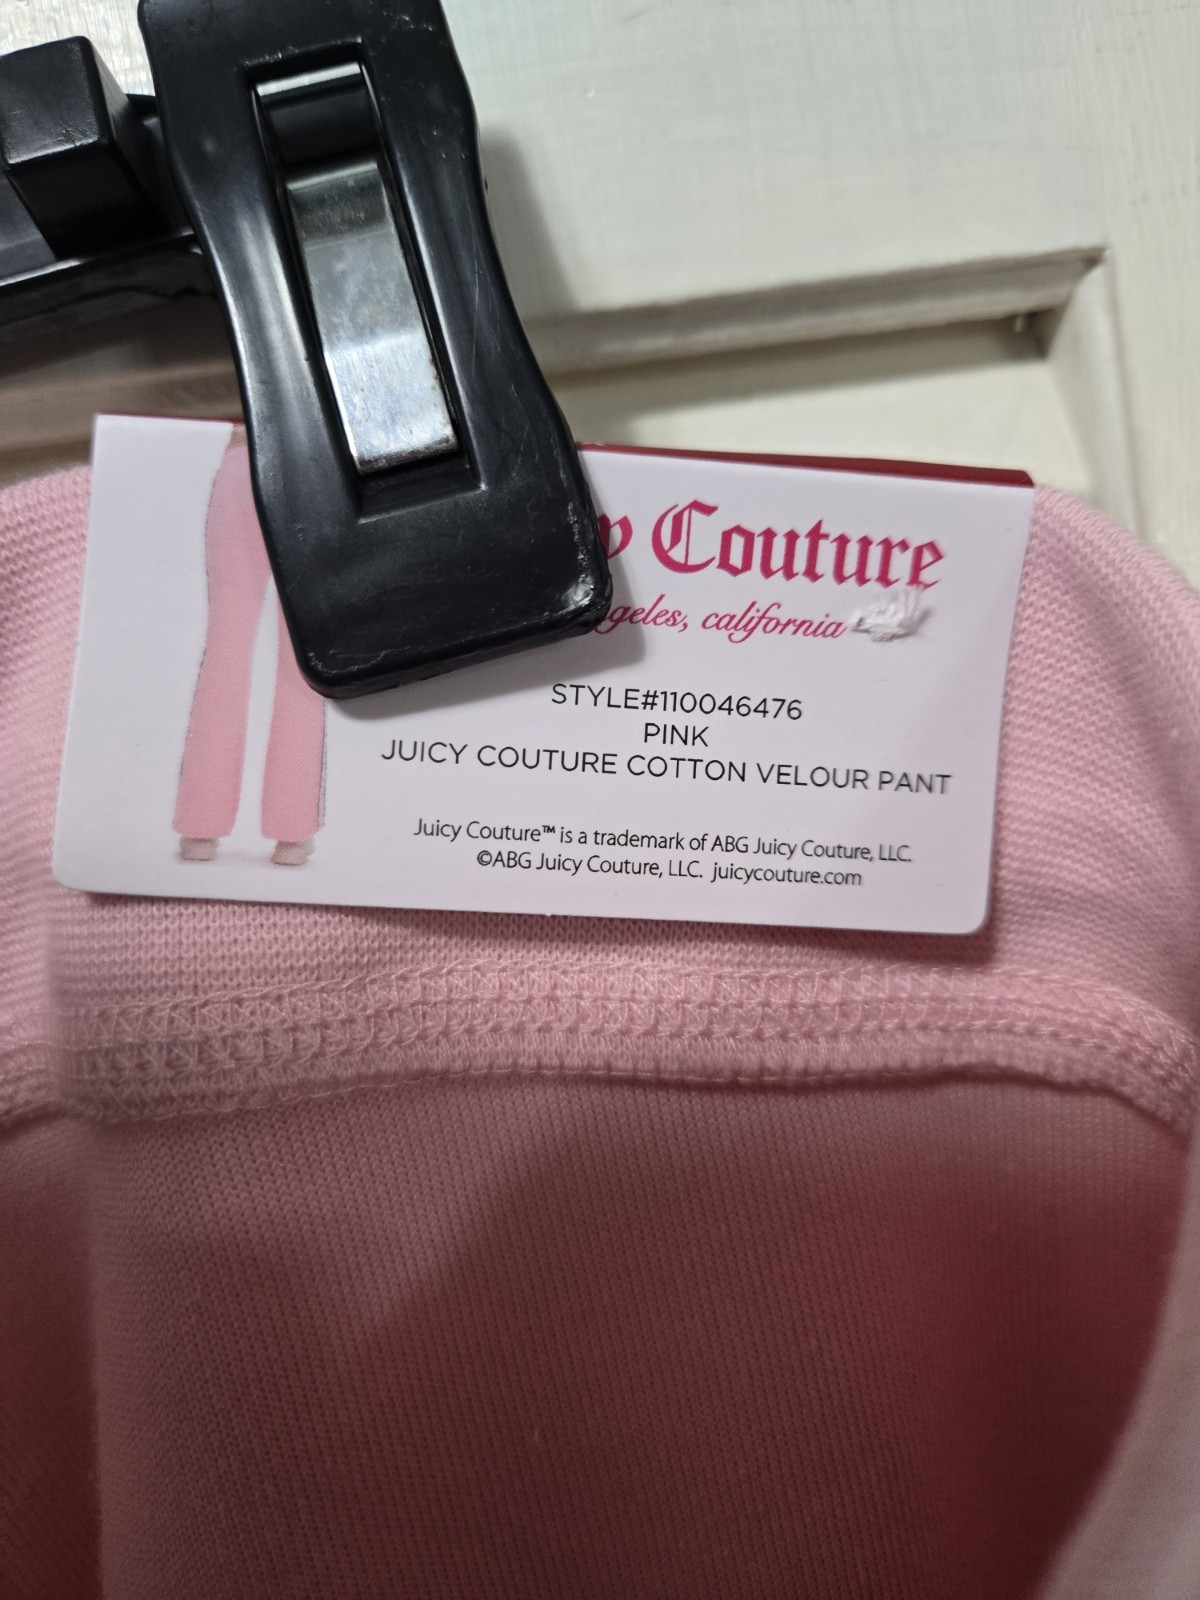 Couture
california
STYLE#110046476
PINK
JUICY COUTURE COTTON VELOUR PANT
Juicy Couture™ is a trademark of ABG Juicy Couture, LLC.
©ABG Juicy Couture, LLC. juicycouture.com